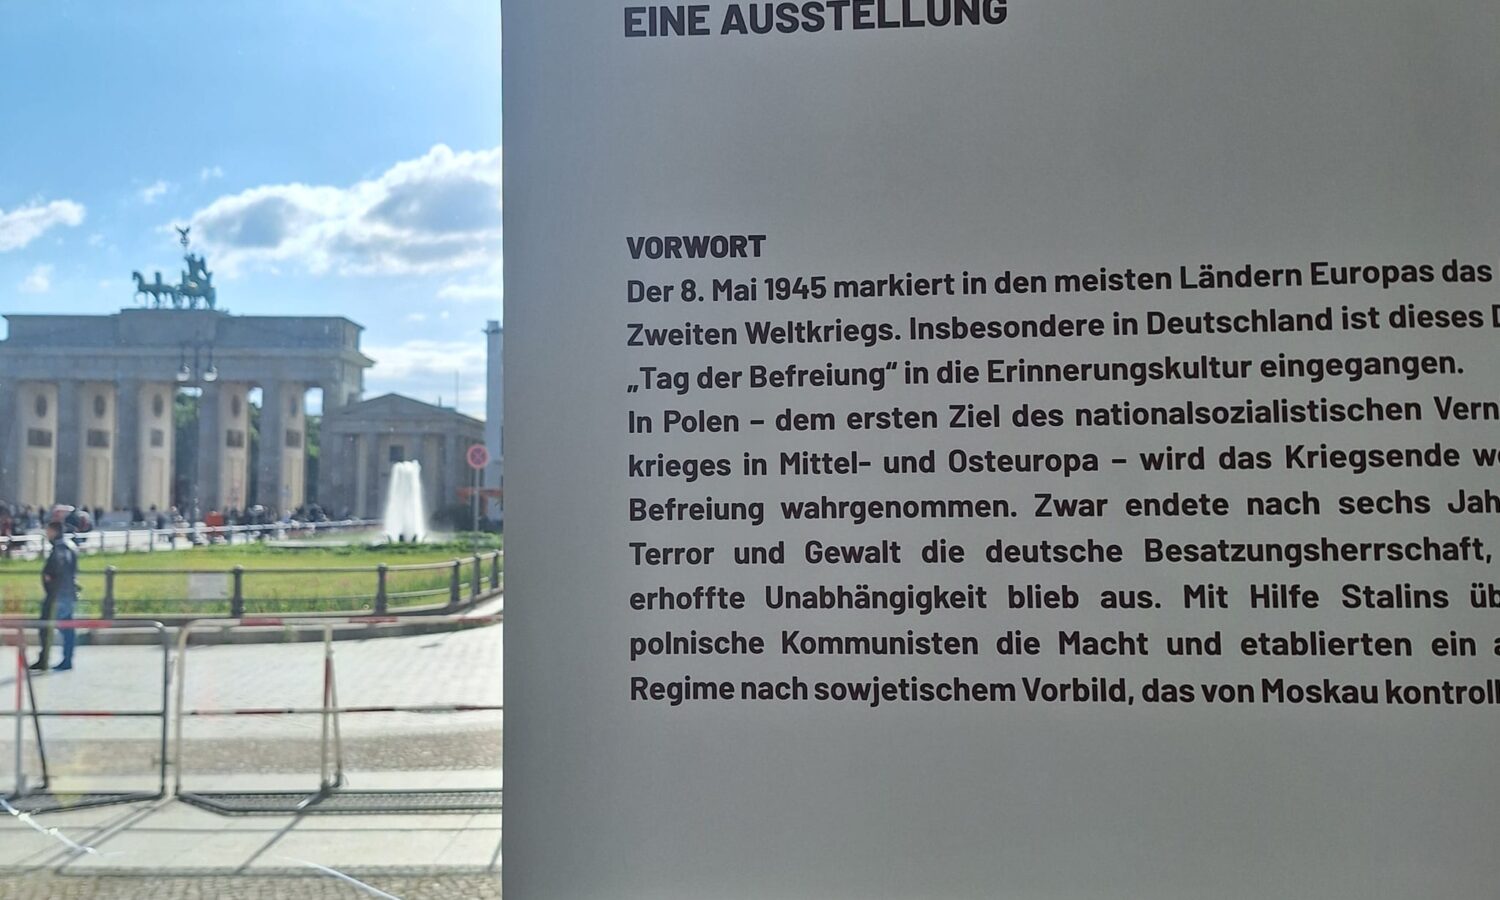 EINE AUSSTELLUNG
VORWORT
Der 8. Mai 1945 markiert in den meisten Ländern Europas das
Zweiten Weltkriegs. Insbesondere in Deutschland ist dieses
„Tag der Befreiung“ in die Erinnerungskultur eingegangen.
In Polen – dem ersten Ziel des nationalsozialistischen
krieges in Mittel- und Osteuropa – wird das Kriegsende
Befreiung wahrgenommen. Zwar endete nach sechs
Terror und Gewalt die deutsche Besatzungsherrschaft,
erhoffte Unabhängigkeit blieb aus. Mit Hilfe Stalins
polnische Kommunisten die Macht und etablierten ein
Regime nach sowjetischem Vorbild, das von Moskau